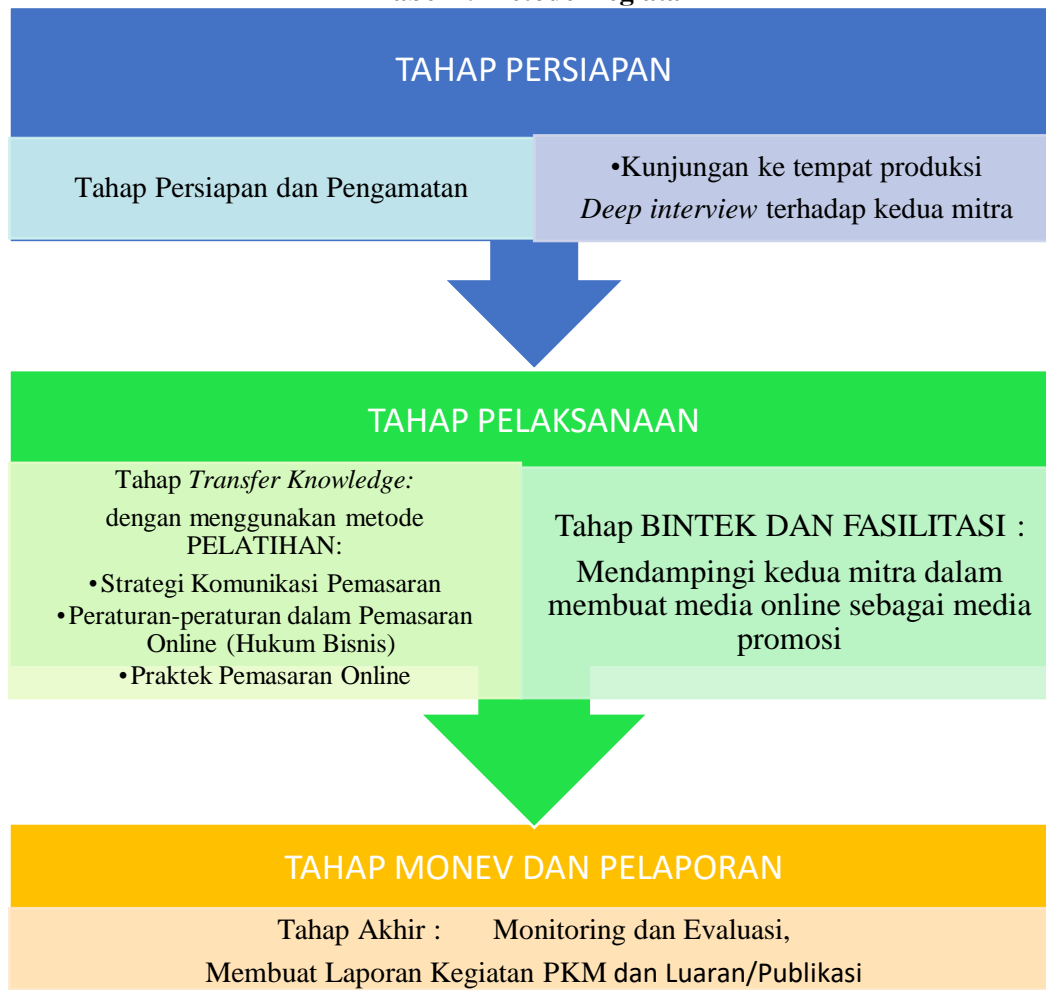 TAHAP PERSIAPAN
Tahap Persiapan dan Pengamatan
•Kunjungan ke tempat produksi
Deep interview terhadap kedua mitra
TAHAP PELAKSANAAN
Tahap Transfer Knowledge:
dengan menggunakan metode
PELATIHAN:
•Strategi Komunikasi Pemasaran
•Peraturan-peraturan dalam Pemasaran
Online (Hukum Bisnis)
•Praktek Pemasaran Online
Tahap BINTEK DAN FASILITASI :
Mendampingi kedua mitra dalam
membuat media online sebagai media
promosi
TAHAP MONEV DAN PELAPORAN
Tahap Akhir : Monitoring dan Evaluasi,
Membuat Laporan Kegiatan PKM dan Luaran/Publikasi